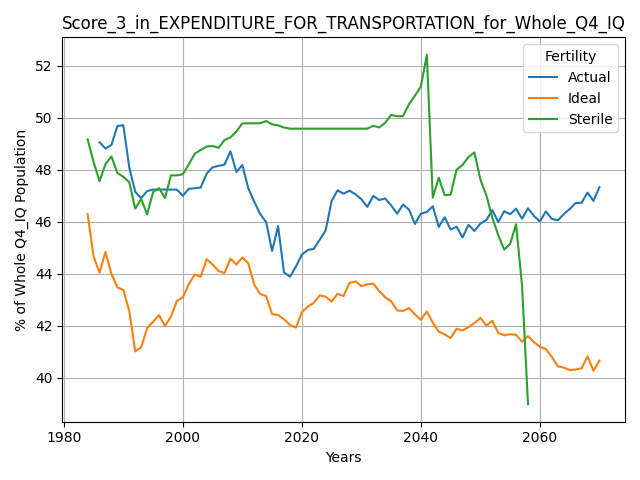 Score_3_in_EXPENDITURE_FOR_TRANSPORTATION_for_Whole_Q4_IQ
Fertility
Actual
Ideal
Sterile
% of Whole Q4_IQ Population
52
50
48
46
44
42
40
1980
2000
2020
2040
2060
Years